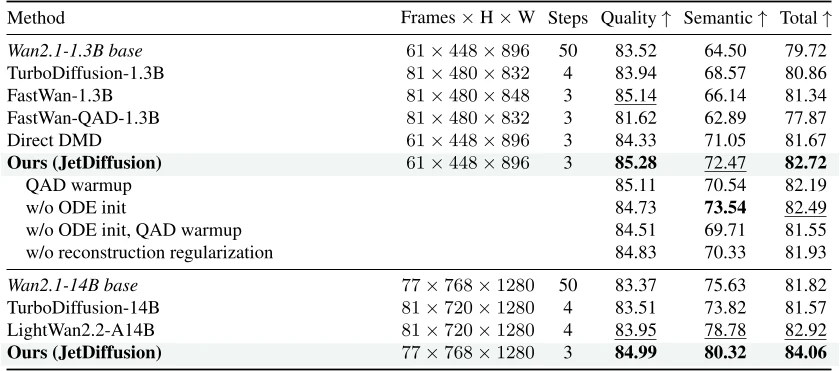 Method Frames × H × W Steps Quality ↑ Semantic ↑ Total ↑
Wan2.1-1.3B base 61 × 448 × 896 50 83.52 64.50 79.72
TurboDiffusion-1.3B 81 × 480 × 832 4 83.94 68.57 80.86
FastWan-1.3B 81 × 480 × 848 3 85.14 66.14 81.34
FastWan-QAD-1.3B 81 × 480 × 832 3 81.62 62.89 77.87
Direct DMD 61 × 448 × 896 3 84.33 71.05 81.67
Ours (JetDiffusion) 61 × 448 × 896 3 85.28 72.47 82.72
QAD warmup 85.11 70.54 82.19
w/o ODE init 84.73 73.54 82.49
w/o ODE init, QAD warmup 84.51 69.71 81.55
w/o reconstruction regularization 84.83 70.33 81.93
Wan2.1-14B base 77 × 768 × 1280 50 83.37 75.63 81.82
TurboDiffusion-14B 81 × 720 × 1280 4 83.51 73.82 81.57
LightWan2.2-A14B 81 × 720 × 1280 4 83.95 78.78 82.92
Ours (JetDiffusion) 77 × 768 × 1280 3 84.99 80.32 84.06